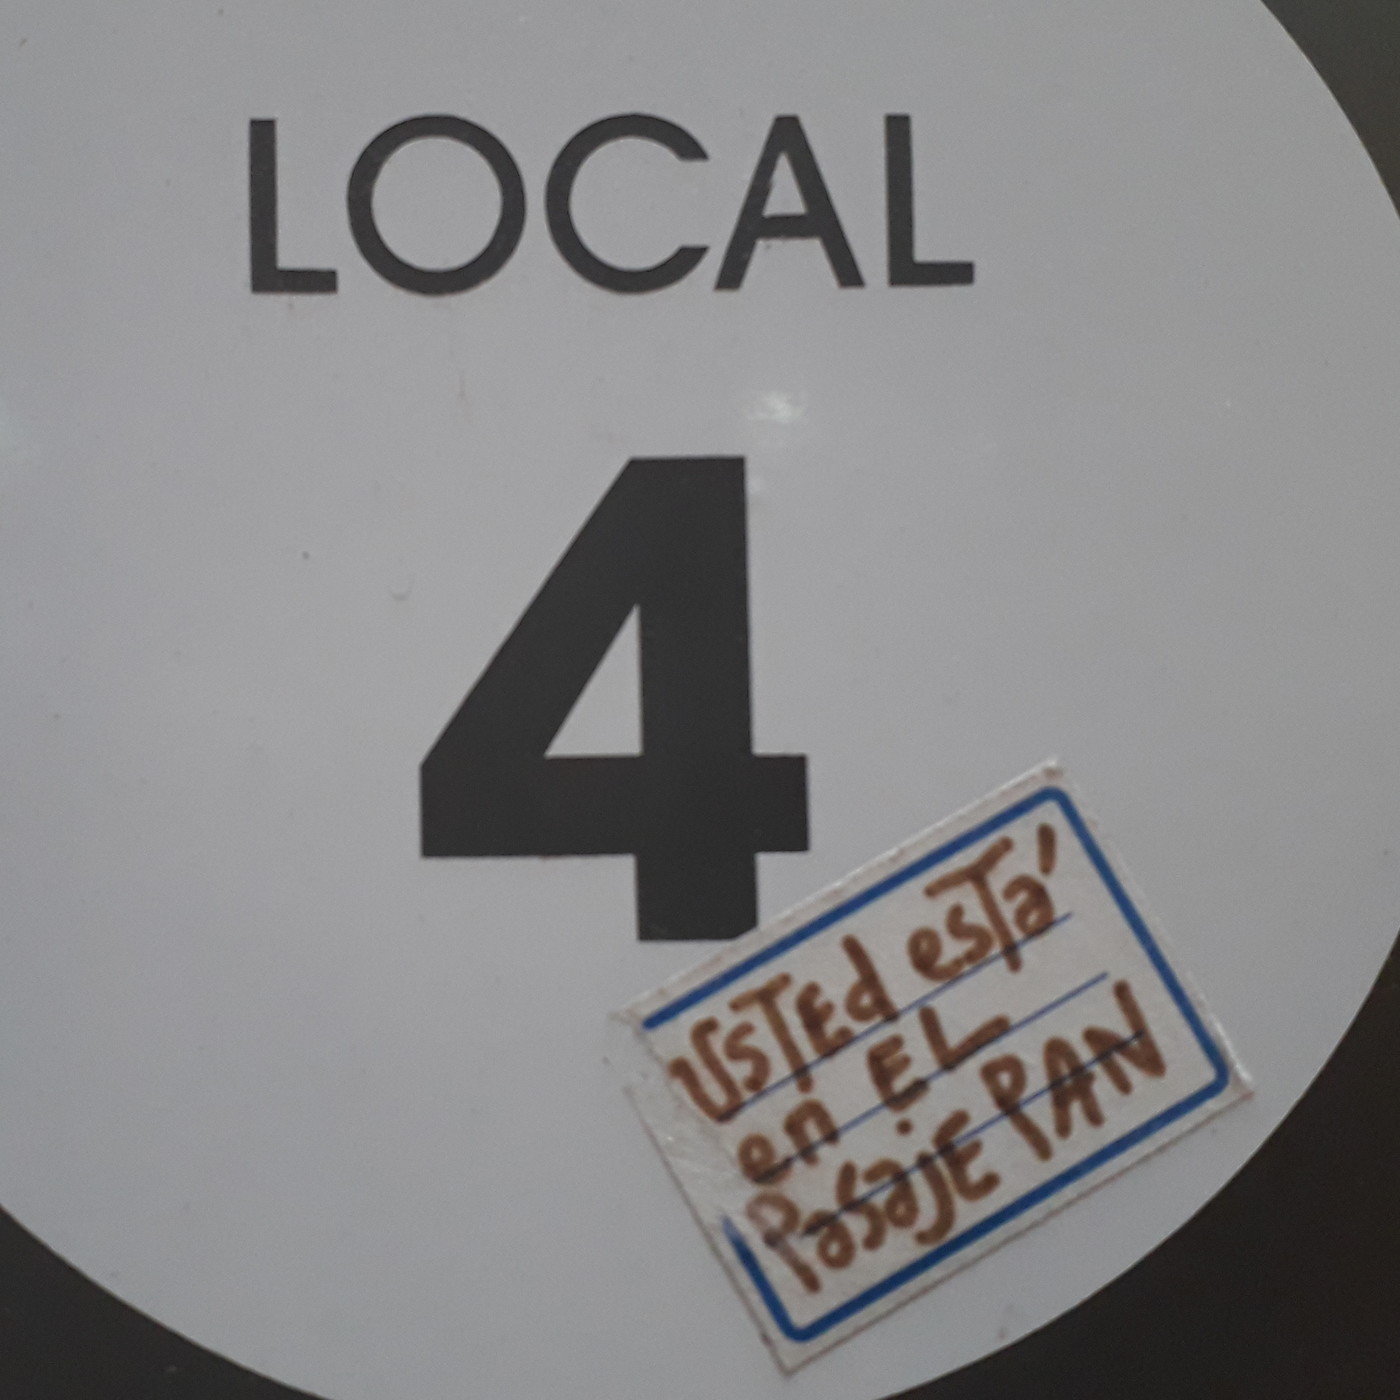 LOCAL
4
USTEd esTá
en EL
PasajE PAN